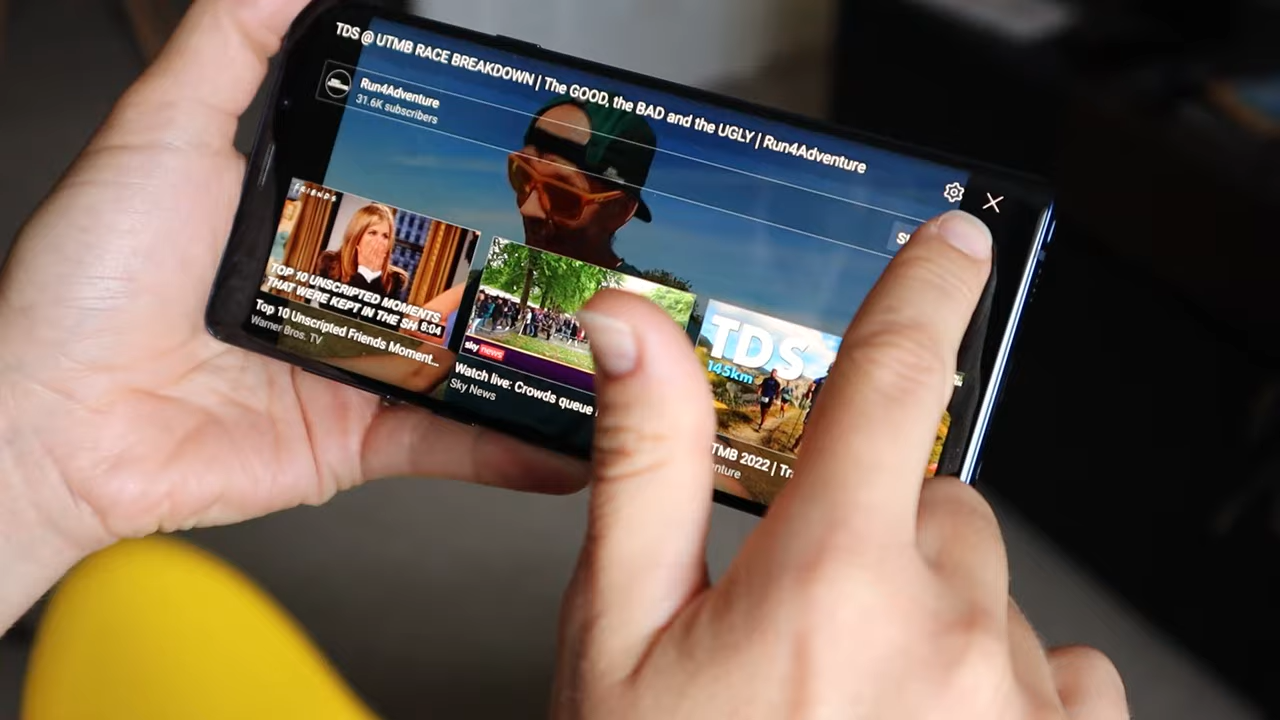 TDS @ UTMB RACE BREAKDOWN | The GOOD, the BAD and the UGLY | Run4Adventure
Run4Adventure
31.6K subscribers
FRIENDS
TOP 10 UNSCRIPTED MOMENTS
THAT WERE KEPT IN THE SH
8:04
Top 10 Unscripted Friends Moment...
Warner Bros. TV
sky news
Watch live: Crowds queue
Sky News
TDS
145km
TMB 2022 | Tr
nture